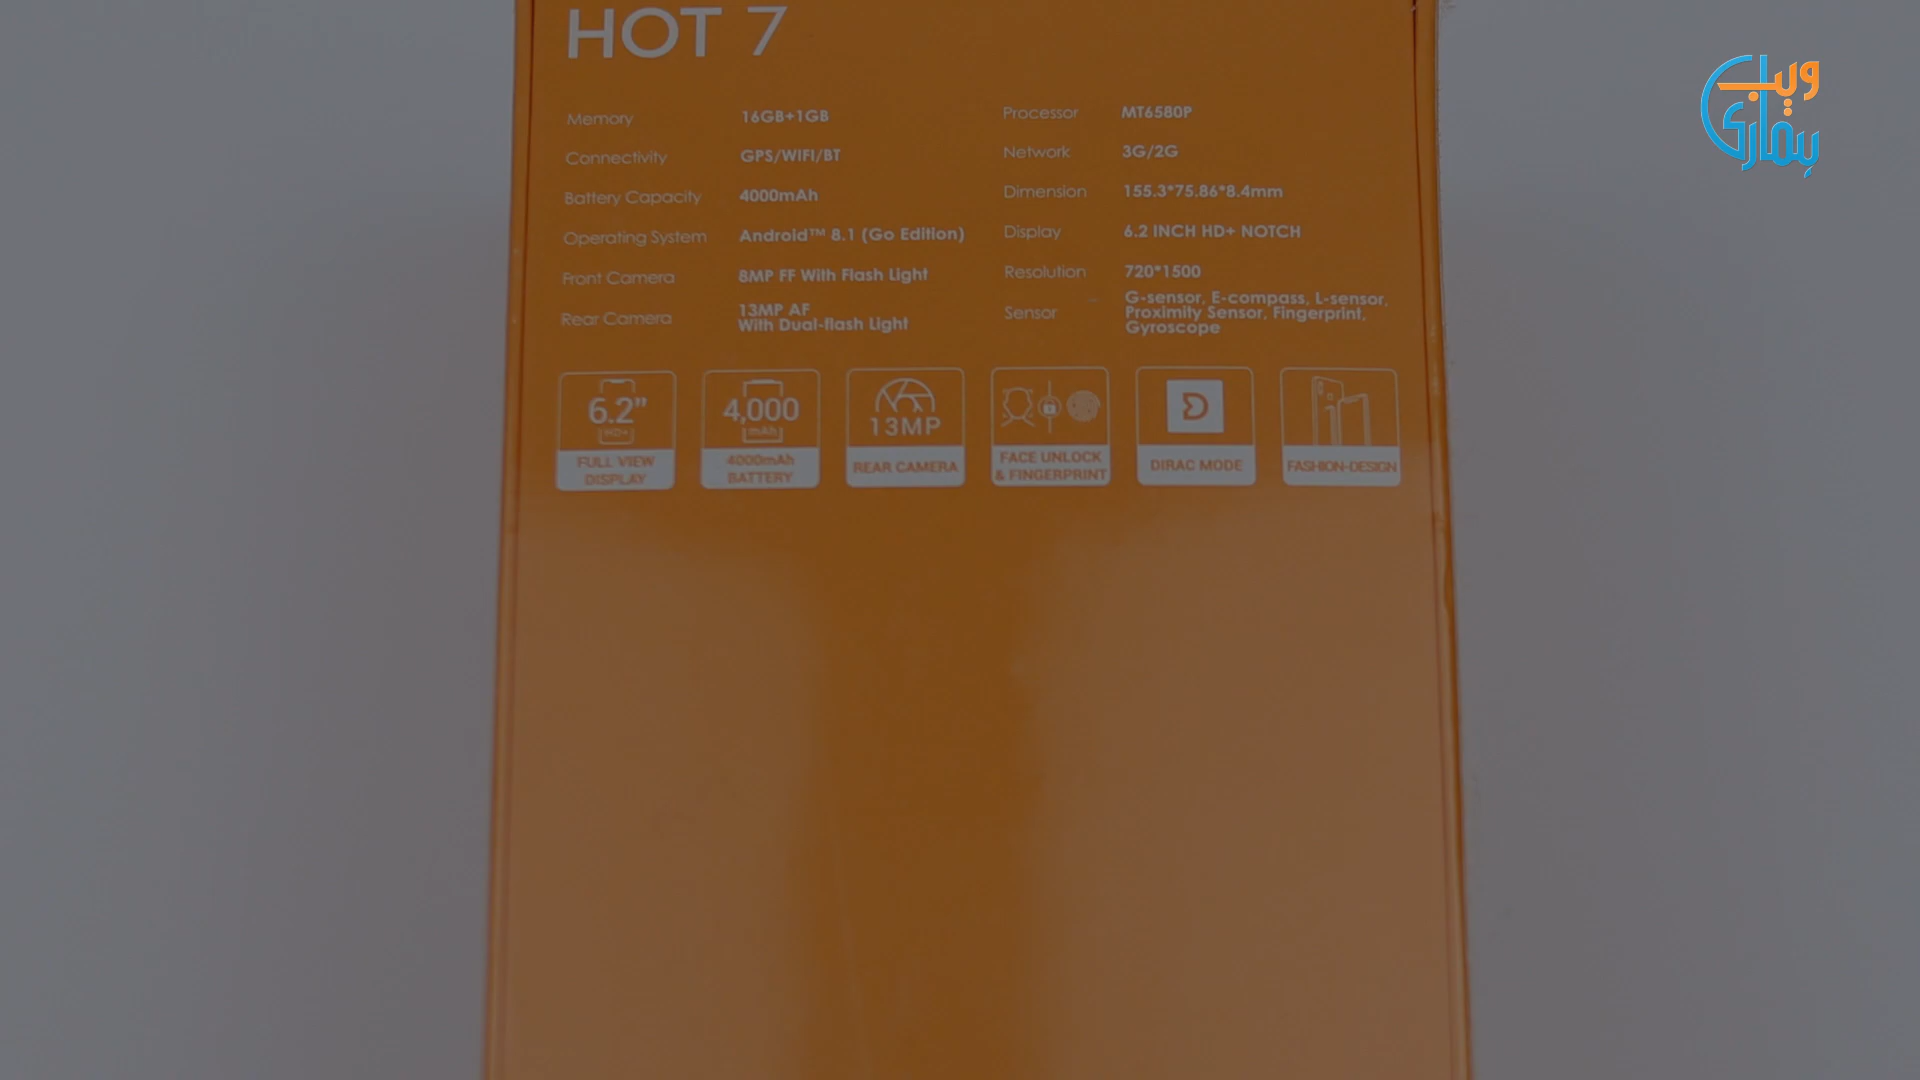 HOT 7
Memory 16GB+1GB
Connectivity GPS/WIFI/BT
Battery Capacity 4000mAh
Operating System Android™ 8.1 (Go Edition)
Front Camera 8MP FF With Flash Light
Rear Camera 13MP AF
With Dual-flash Light
Processor MT6580P
Network 3G/2G
Dimension 155.3*75.86*8.4mm
Display 6.2 INCH HD+ NOTCH
Resolution 720*1500
Sensor G-sensor, E-compass, L-sensor,
Proximity Sensor, Fingerprint,
Gyroscope
6.2”
HD+
FULL VIEW
DISPLAY
4,000
mAh
4000mAh
BATTERY
13MP
REAR CAMERA
FACE UNLOCK
& FINGERPRINT
D
DIRAC MODE
FASHION-DESIGN
ویب
بیماری